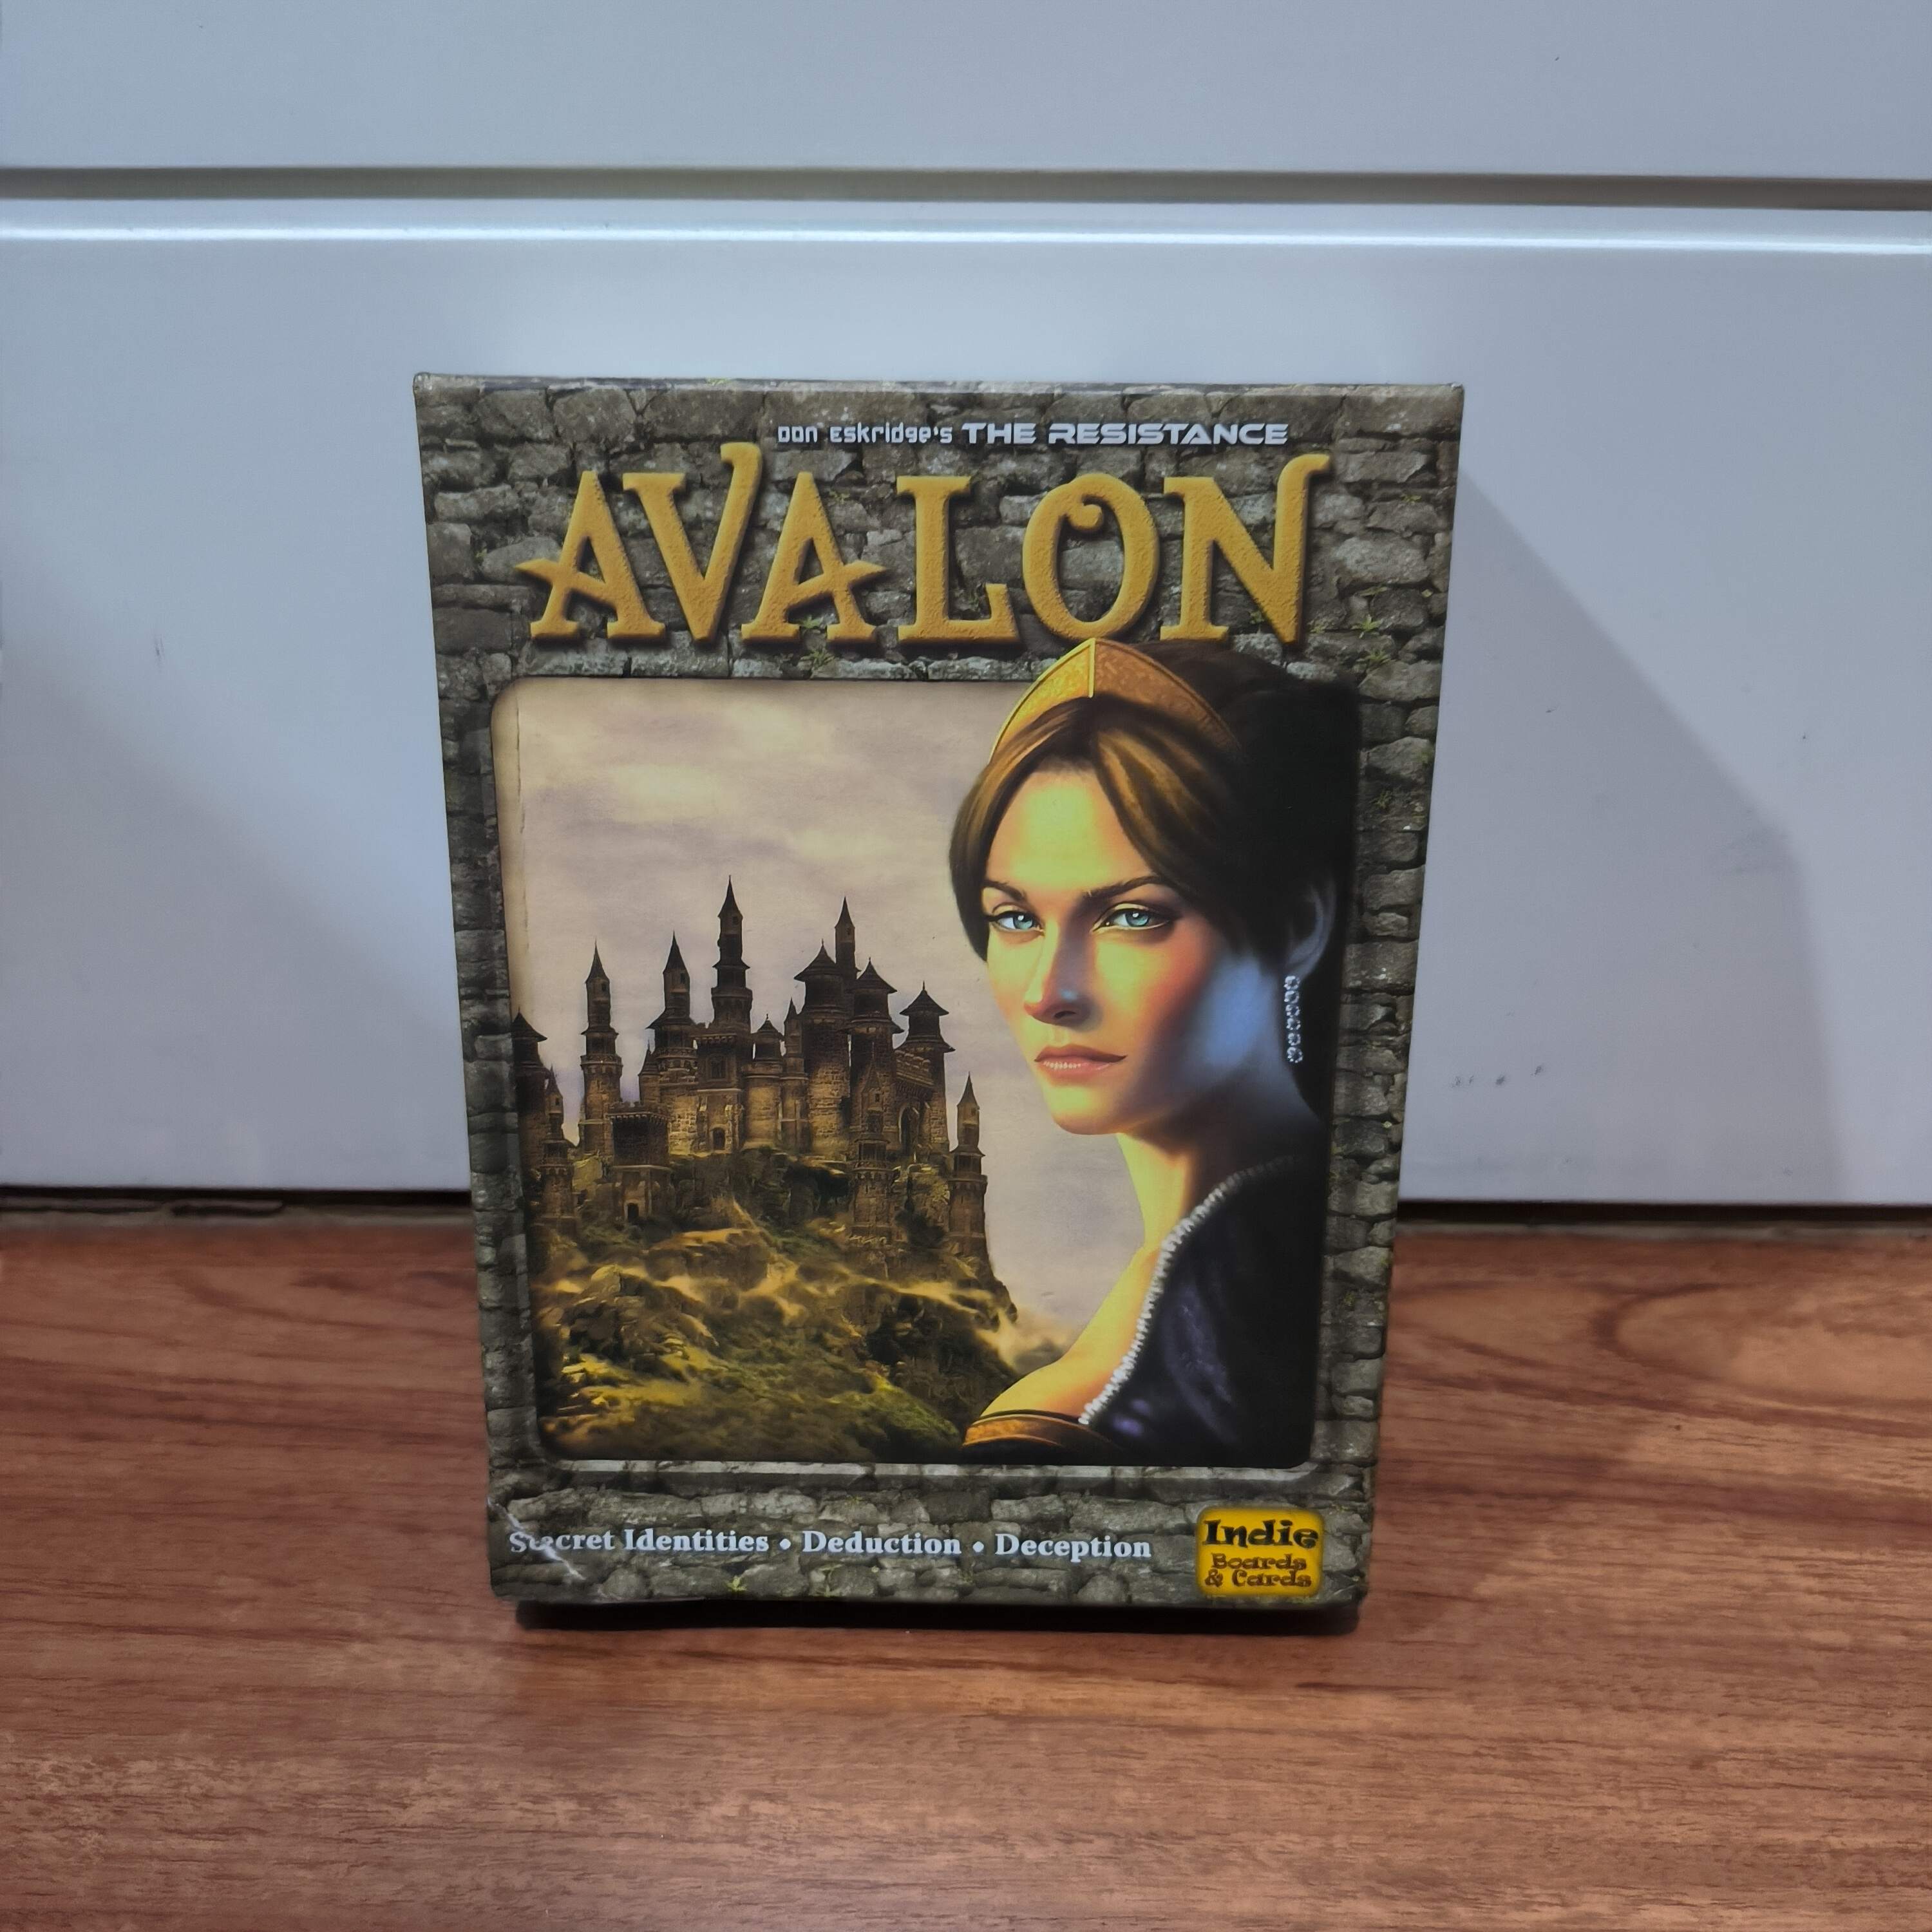 Don Eskridge's THE RESISTANCE
AVALON
Secret Identities • Deduction • Deception
Indie
Boards
& Cards